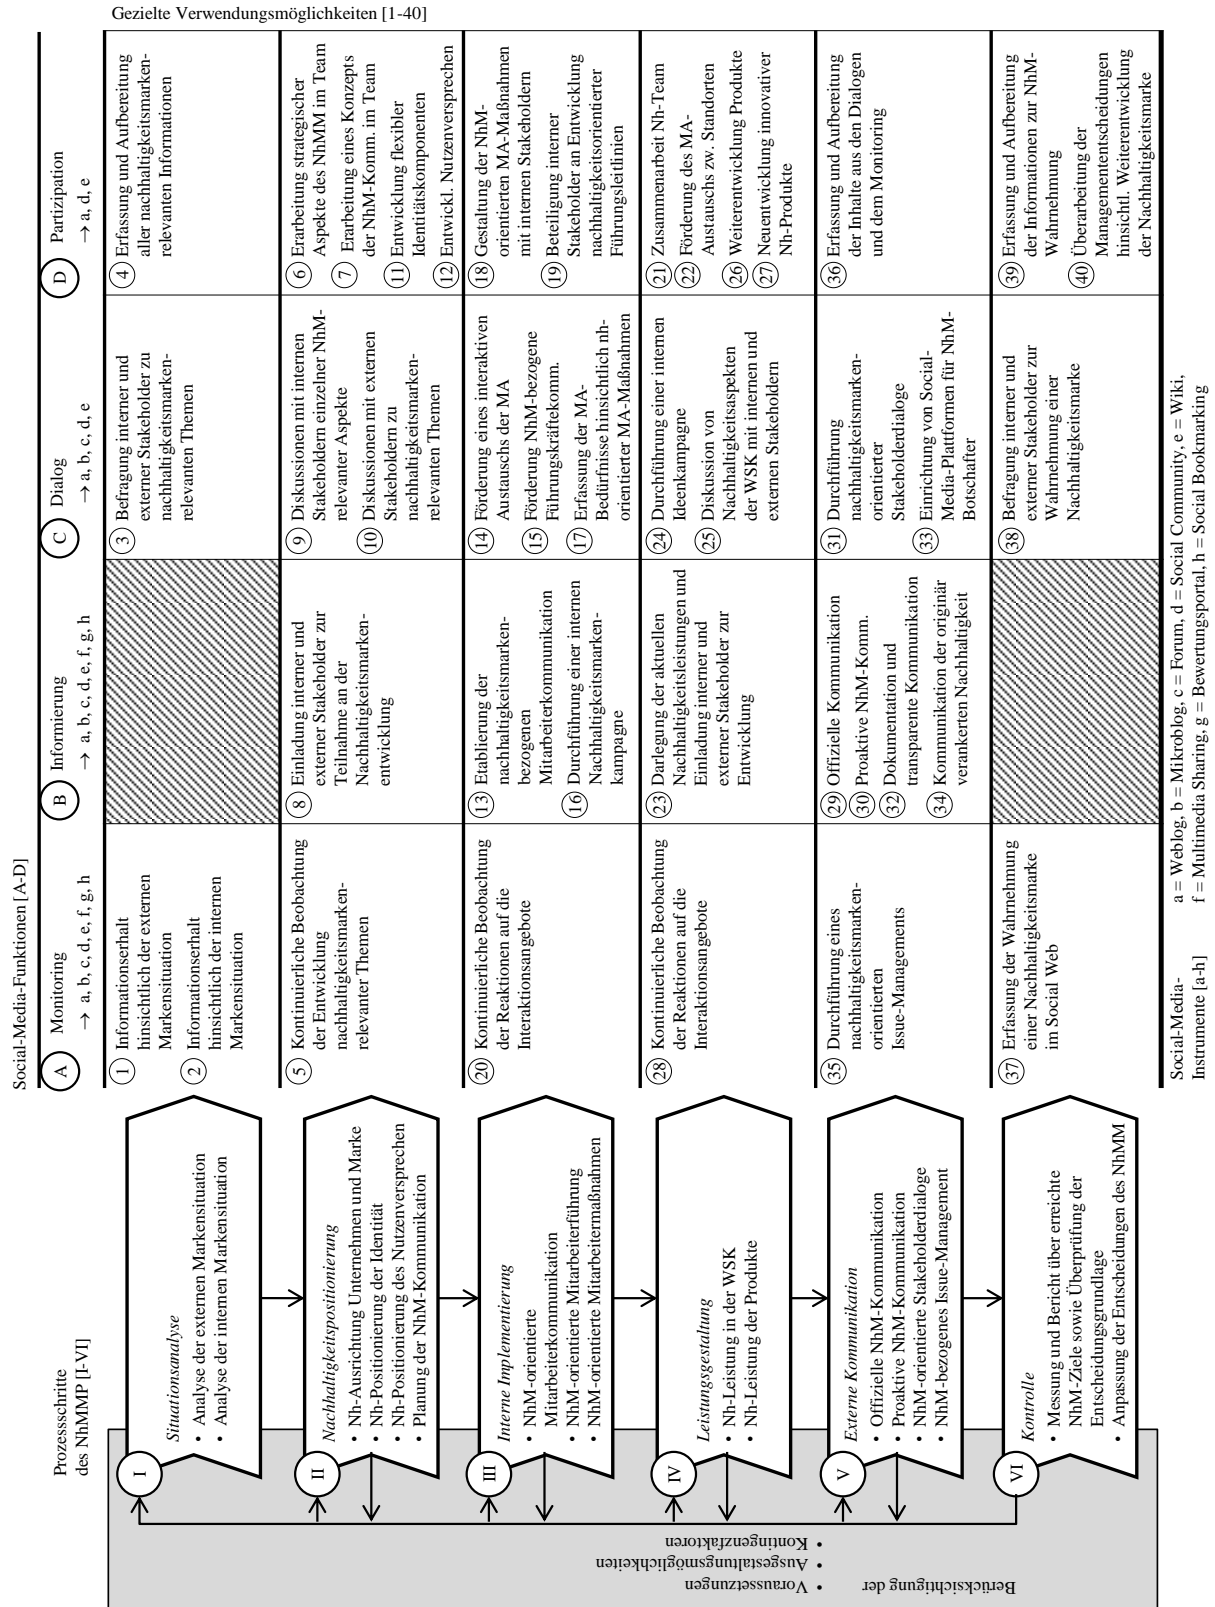 Gezielte Verwendungsmöglichkeiten [1-40]
Prozessschritte
des NhMMP [I-VI]
Social-Media-Funktionen [A-D]
A Monitoring
→ a, b, c, d, e, f, g, h
B Informierung
→ a, b, c, d, e, f, g, h
C Dialog
→ a, b, c, d, e
D Partizipation
→ a, d, e
I
Situationsanalyse
• Analyse der externen Markensituation
• Analyse der internen Markensituation
1 Informationserhalt
hinsichtlich der externen
Markensituation
2 Informationserhalt
hinsichtlich der internen
Markensituation
3 Befragung interner und
externer Stakeholder zu
nachhaltigkeitsmarken-
relevanten Themen
4 Erfassung und Aufbereitung
aller nachhaltigkeitsmarken-
relevanten Informationen
II
Nachhaltigkeitspositionierung
• Nh-Ausrichtung Unternehmen und Marke
• Nh-Positionierung der Identität
• Nh-Positionierung des Nutzenversprechen
• Planung der NhM-Kommunikation
5 Kontinuierliche Beobachtung
der Entwicklung
nachhaltigkeitsmarken-
relevanter Themen
8 Einladung interner und
externer Stakeholder zur
Teilnahme an der
Nachhaltigkeitsmarken-
entwicklung
9 Diskussionen mit internen
Stakeholdern einzelner NhM-
relevanter Aspekte
10 Diskussionen mit externen
Stakeholdern zu
nachhaltigkeitsmarken-
relevanten Themen
6 Erarbeitung strategischer
Aspekte des NhMM im Team
7 Erarbeitung eines Konzepts
der NhM-Komm. im Team
11 Entwicklung flexibler
Identitätskomponenten
12 Entwickl. Nutzenversprechen
III
Interne Implementierung
• NhM-orientierte
Mitarbeiterkommunikation
• NhM-orientierte Mitarbeiterführung
• NhM-orientierte Mitarbeitermaßnahmen
20 Kontinuierliche Beobachtung
der Reaktionen auf die
Interaktionsangebote
13 Etablierung der
nachhaltigkeitsmarken-
bezogenen
Mitarbeiterkommunikation
16 Durchführung einer internen
Nachhaltigkeitsmarken-
kampagne
14 Förderung eines interaktiven
Austauschs der MA
15 Förderung NhM-bezogene
Führungskräftekomm.
17 Erfassung der MA-
Bedürfnisse hinsichtlich nh-
orientierter MA-Maßnahmen
18 Gestaltung der NhM-
orientierten MA-Maßnahmen
mit internen Stakeholdern
19 Beteiligung interner
Stakeholder an Entwicklung
nachhaltigkeitsorientierter
Führungsleitlinien
IV
Leistungsgestaltung
• Nh-Leistung in der WSK
• Nh-Leistung der Produkte
28 Kontinuierliche Beobachtung
der Reaktionen auf die
Interaktionsangebote
23 Darlegung der aktuellen
Nachhaltigkeitsleistungen und
Einladung interner und
externer Stakeholder zur
Entwicklung
24 Durchführung einer internen
Ideenkampagne
25 Diskussion von
Nachhaltigkeitsaspekten
der WSK mit internen und
externen Stakeholdern
21 Zusammenarbeit Nh-Team
22 Förderung des MA-
Austauschs zw. Standorten
26 Weiterentwicklung Produkte
27 Neuentwicklung innovativer
Nh-Produkte
V
Externe Kommunikation
• Offizielle NhM-Kommunikation
• Proaktive NhM-Kommunikation
• NhM-orientierte Stakeholderdialoge
• NhM-bezogenes Issue-Management
35 Durchführung eines
nachhaltigkeitsmarken-
orientierten
Issue-Managements
29 Offizielle Kommunikation
30 Proaktive NhM-Komm.
32 Dokumentation und
transparente Kommunikation
34 Kommunikation der originär
verankerten Nachhaltigkeit
31 Durchführung
nachhaltigkeitsmarken-
orientierter
Stakeholderdialoge
33 Einrichtung von Social-
Media-Plattformen für NhM-
Botschafter
36 Erfassung und Aufbereitung
der Inhalte aus den Dialogen
und dem Monitoring
VI
Kontrolle
• Messung und Bericht über erreichte
NhM-Ziele sowie Überprüfung der
Entscheidungsgrundlage
• Anpassung der Entscheidungen des NhMM
37 Erfassung der Wahrnehmung
einer Nachhaltigkeitsmarke
im Social Web
38 Befragung interner und
externer Stakeholder zur
Wahrnehmung einer
Nachhaltigkeitsmarke
39 Erfassung und Aufbereitung
der Informationen zur NhM-
Wahrnehmung
40 Überarbeitung der
Managemententscheidungen
hinsichtl. Weiterentwicklung
der Nachhaltigkeitsmarke
Berücksichtigung der
• Voraussetzungen
• Ausgestaltungsmöglichkeiten
• Kontingenzfaktoren
Social-Media-
Instrumente [a-h]
a = Weblog, b = Mikroblog, c = Forum, d = Social Community, e = Wiki,
f = Multimedia Sharing, g = Bewertungsportal, h = Social Bookmarking